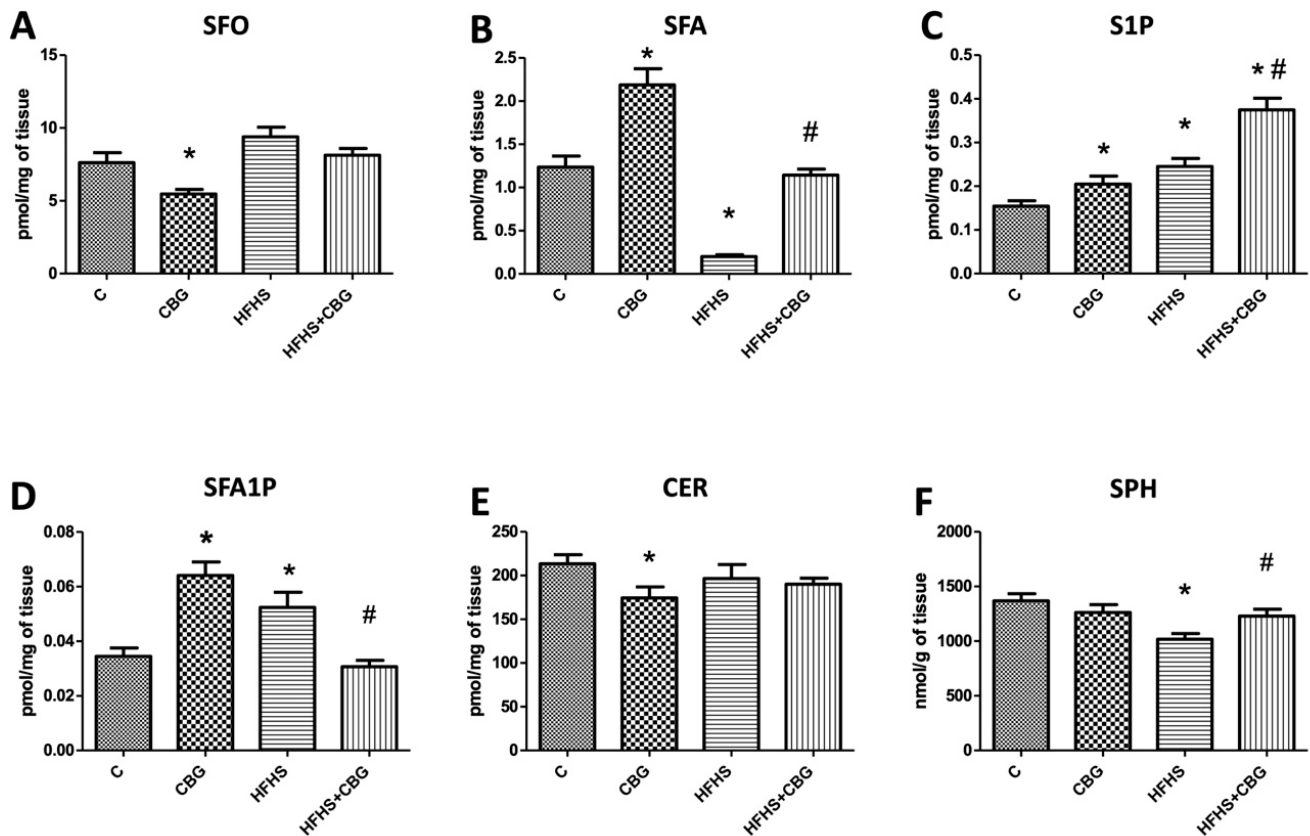 A
SFO
pmol/mg of tissue
15
10
5
0
*
C
CBG
HFHS
HFHS+CBG
B
SFA
pmol/mg of tissue
2.5
2.0
1.5
1.0
0.5
0.0
*
*
#
C
CBG
HFHS
HFHS+CBG
C
S1P
pmol/mg of tissue
0.5
0.4
0.3
0.2
0.1
0.0
*
*
* #
C
CBG
HFHS
HFHS+CBG
D
SFA1P
pmol/mg of tissue
0.08
0.06
0.04
0.02
0.00
*
*
#
C
CBG
HFHS
HFHS+CBG
E
CER
pmol/mg of tissue
250
200
150
100
50
0
*
C
CBG
HFHS
HFHS+CBG
F
SPH
nmol/g of tissue
2000
1500
1000
500
0
*
#
C
CBG
HFHS
HFHS+CBG